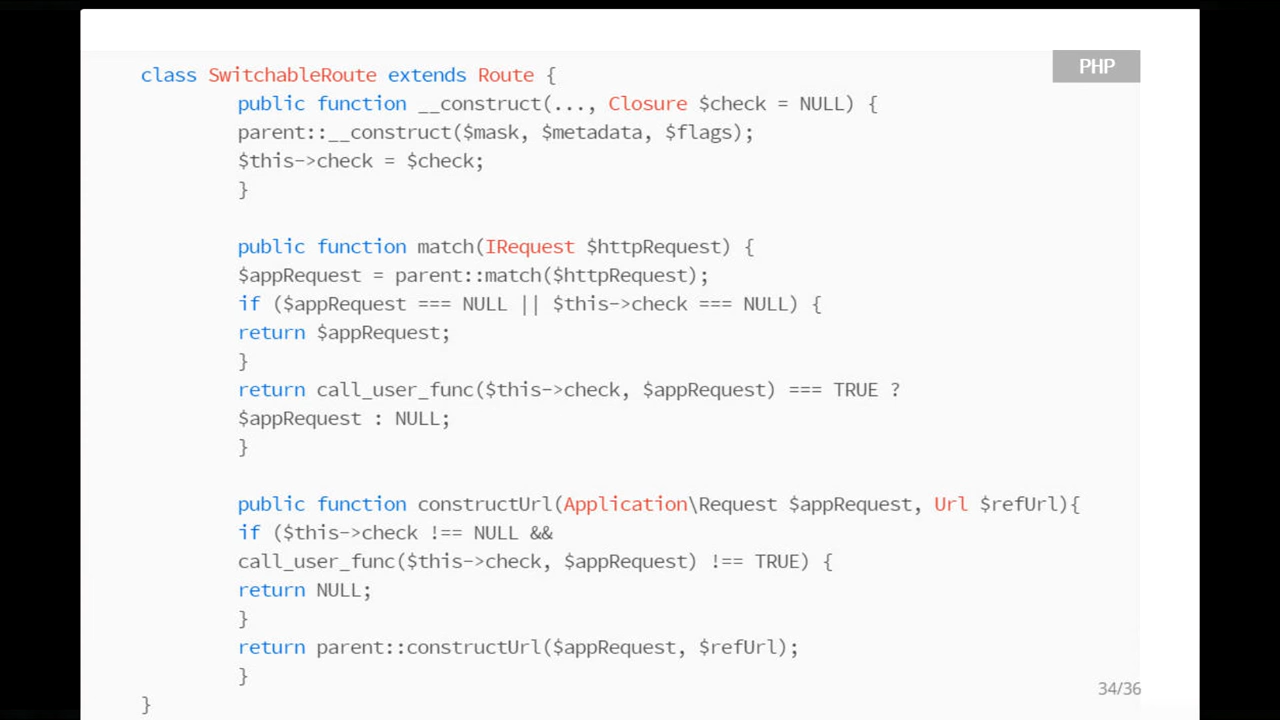 PHP
class SwitchableRoute extends Route {
public function __construct(..., Closure $check = NULL) {
parent::__construct($mask, $metadata, $flags);
$this->check = $check;
}
public function match(IRequest $httpRequest) {
$appRequest = parent::match($httpRequest);
if ($appRequest === NULL || $this->check === NULL) {
return $appRequest;
}
return call_user_func($this->check, $appRequest) === TRUE ?
$appRequest : NULL;
}
public function constructUrl(Application\Request $appRequest, Url $refUrl){
if ($this->check !== NULL &&
call_user_func($this->check, $appRequest) !== TRUE) {
return NULL;
}
return parent::constructUrl($appRequest, $refUrl);
}
}
34/36